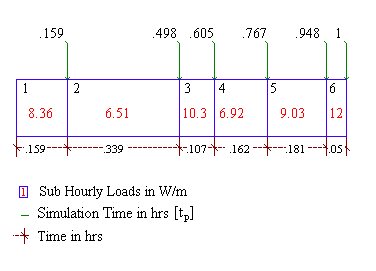 .159 .498 .605 .767 .948 1
1 2 3 4 5 6
8.36 6.51 10.3 6.92 9.03 12
.159 .339 .107 .162 .181 .05
1 Sub Hourly Loads in W/m
Simulation Time in hrs [tp]
Time in hrs